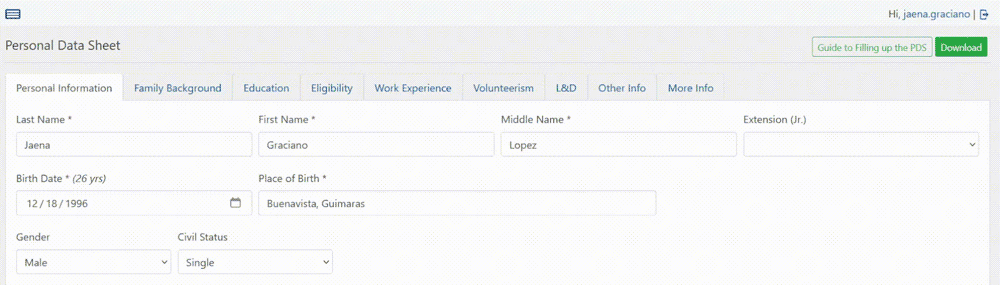 Hi, jaena.graciano |
Personal Data Sheet
Guide to Filling up the PDS Download
Personal Information Family Background Education Eligibility Work Experience Volunteerism L&D Other Info More Info
Last Name * First Name * Middle Name * Extension (Jr.)
Jaena Graciano Lopez
Birth Date * (26 yrs) Place of Birth *
12 / 18 / 1996 Buenavista, Guimaras
Gender Civil Status
Male Single